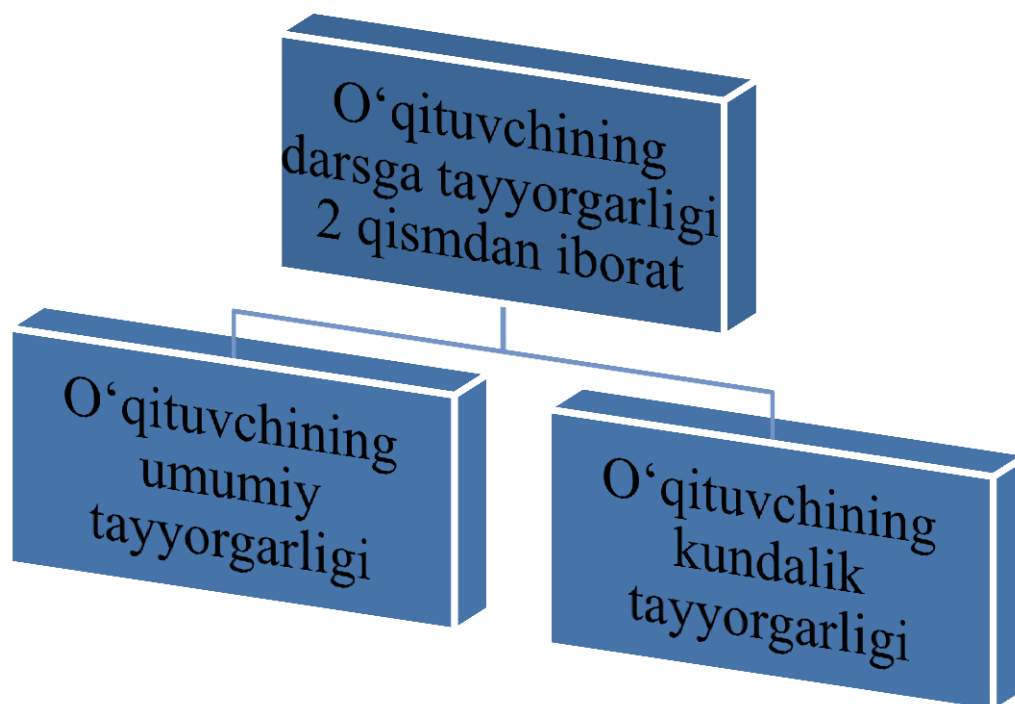 O‘qituvchining
darsga tayyorgarligi
2 qismdan iborat
O‘qituvchining
umumiy
tayyorgarligi
O‘qituvchining
kundalik
tayyorgarligi